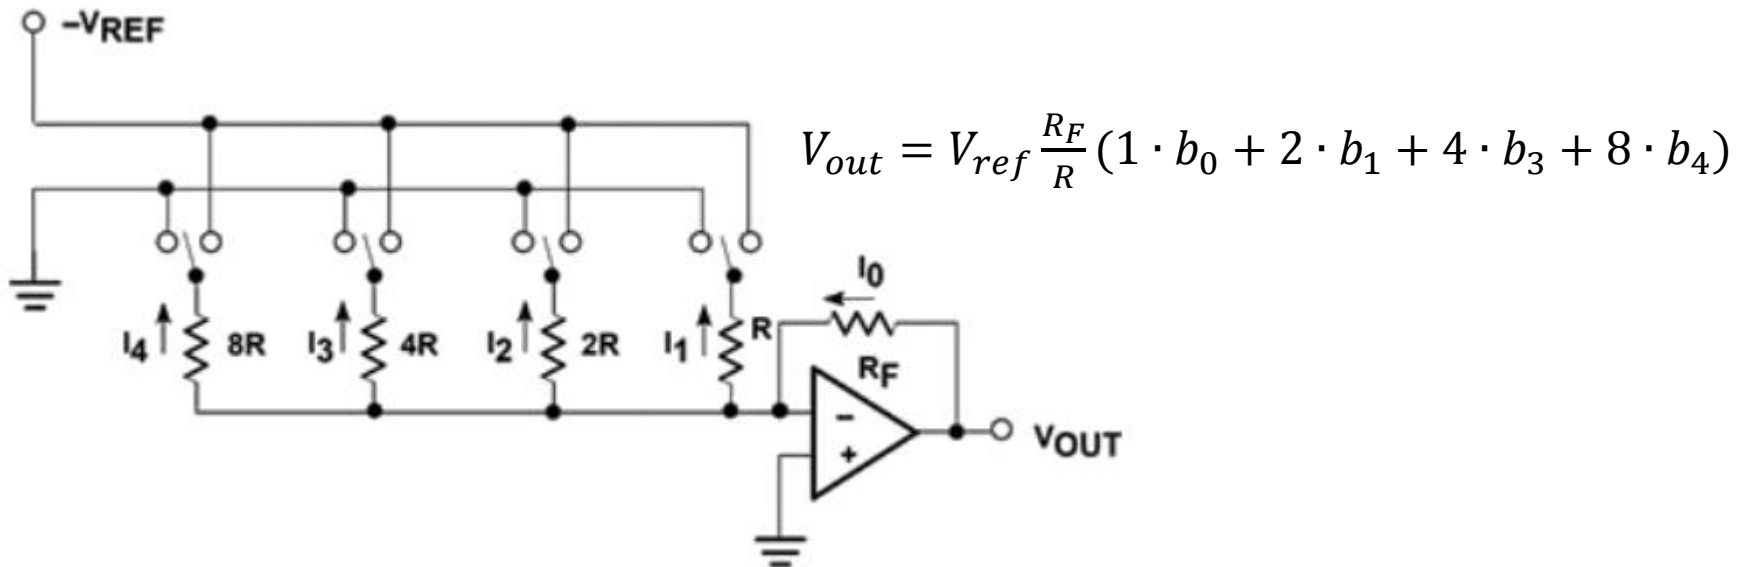 –VREF
Vout = Vref RF/R (1 · b0 + 2 · b1 + 4 · b3 + 8 · b4)
I0
I4 8R I3 4R I2 2R I1 R
RF
–
+
VOUT